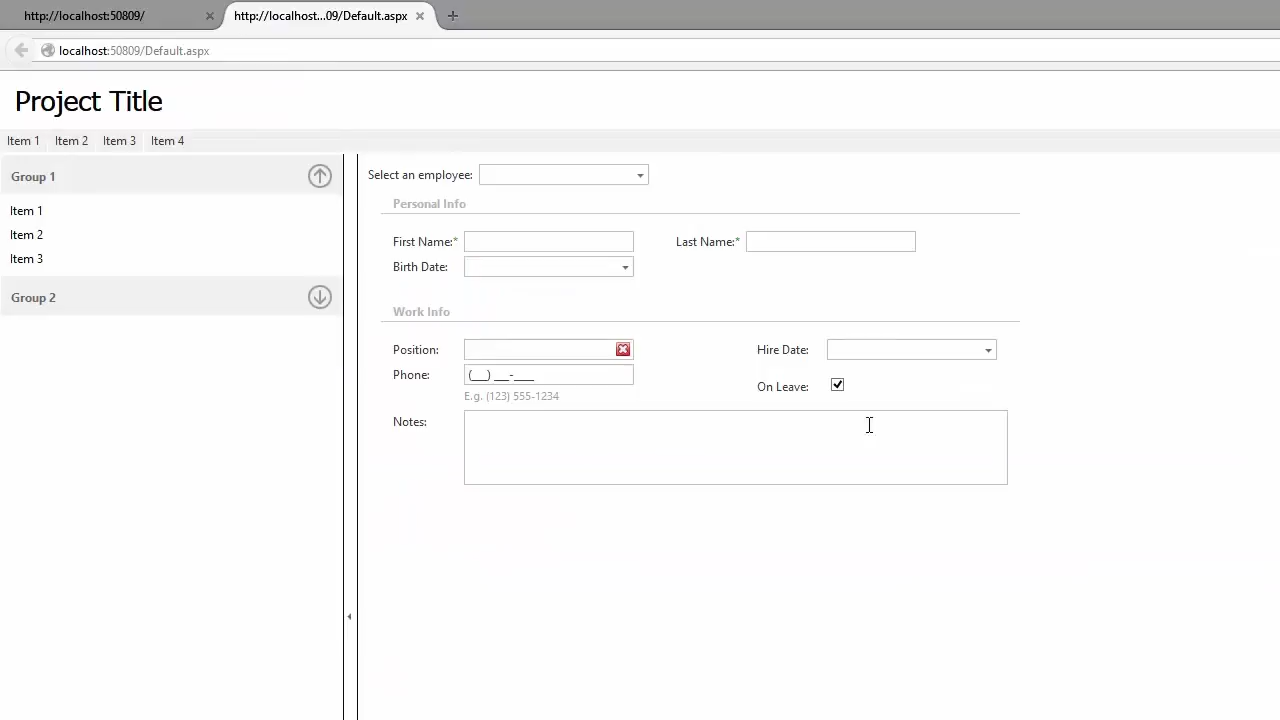 http://localhost:50809/
http://localhost...09/Default.aspx
localhost:50809/Default.aspx
Project Title
Item 1 Item 2 Item 3 Item 4
Group 1
Item 1
Item 2
Item 3
Group 2
Select an employee:
Personal Info
First Name:* Last Name:*
Birth Date:
Work Info
Position: Hire Date:
Phone: (__) __-___
On Leave:
E.g. (123) 555-1234
Notes: